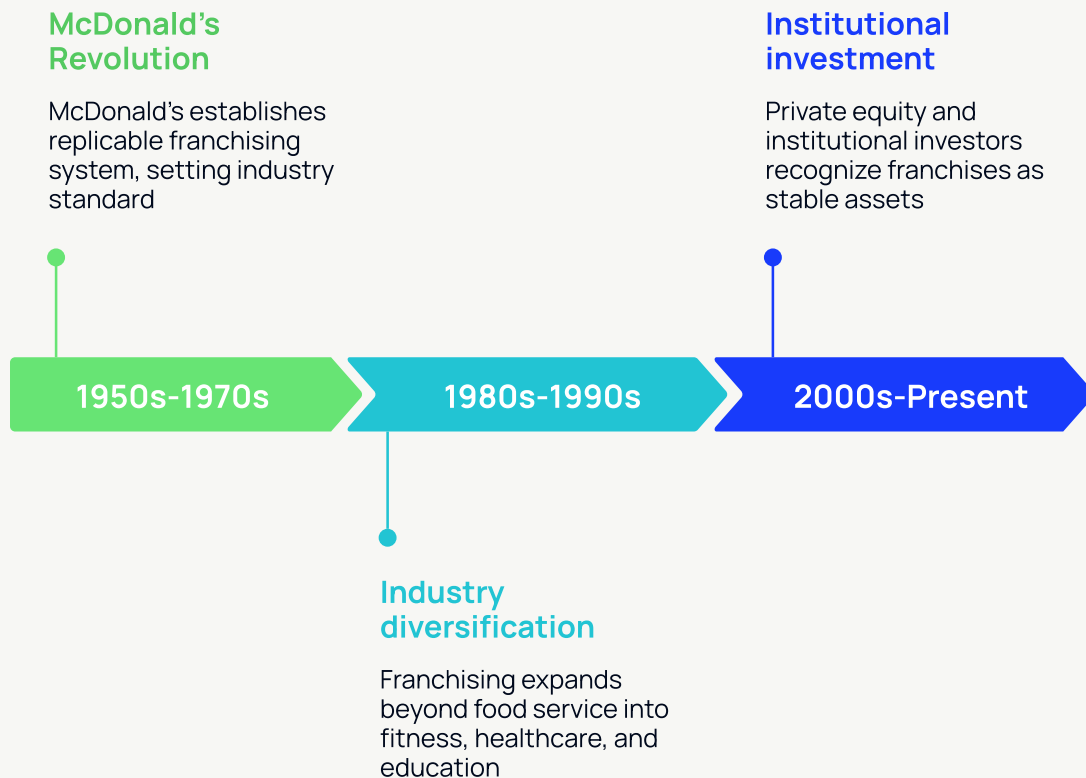 McDonald's
Revolution
McDonald's establishes
replicable franchising
system, setting industry
standard
Institutional
investment
Private equity and
institutional investors
recognize franchises as
stable assets
1950s-1970s
1980s-1990s
2000s-Present
Industry
diversification
Franchising expands
beyond food service into
fitness, healthcare, and
education